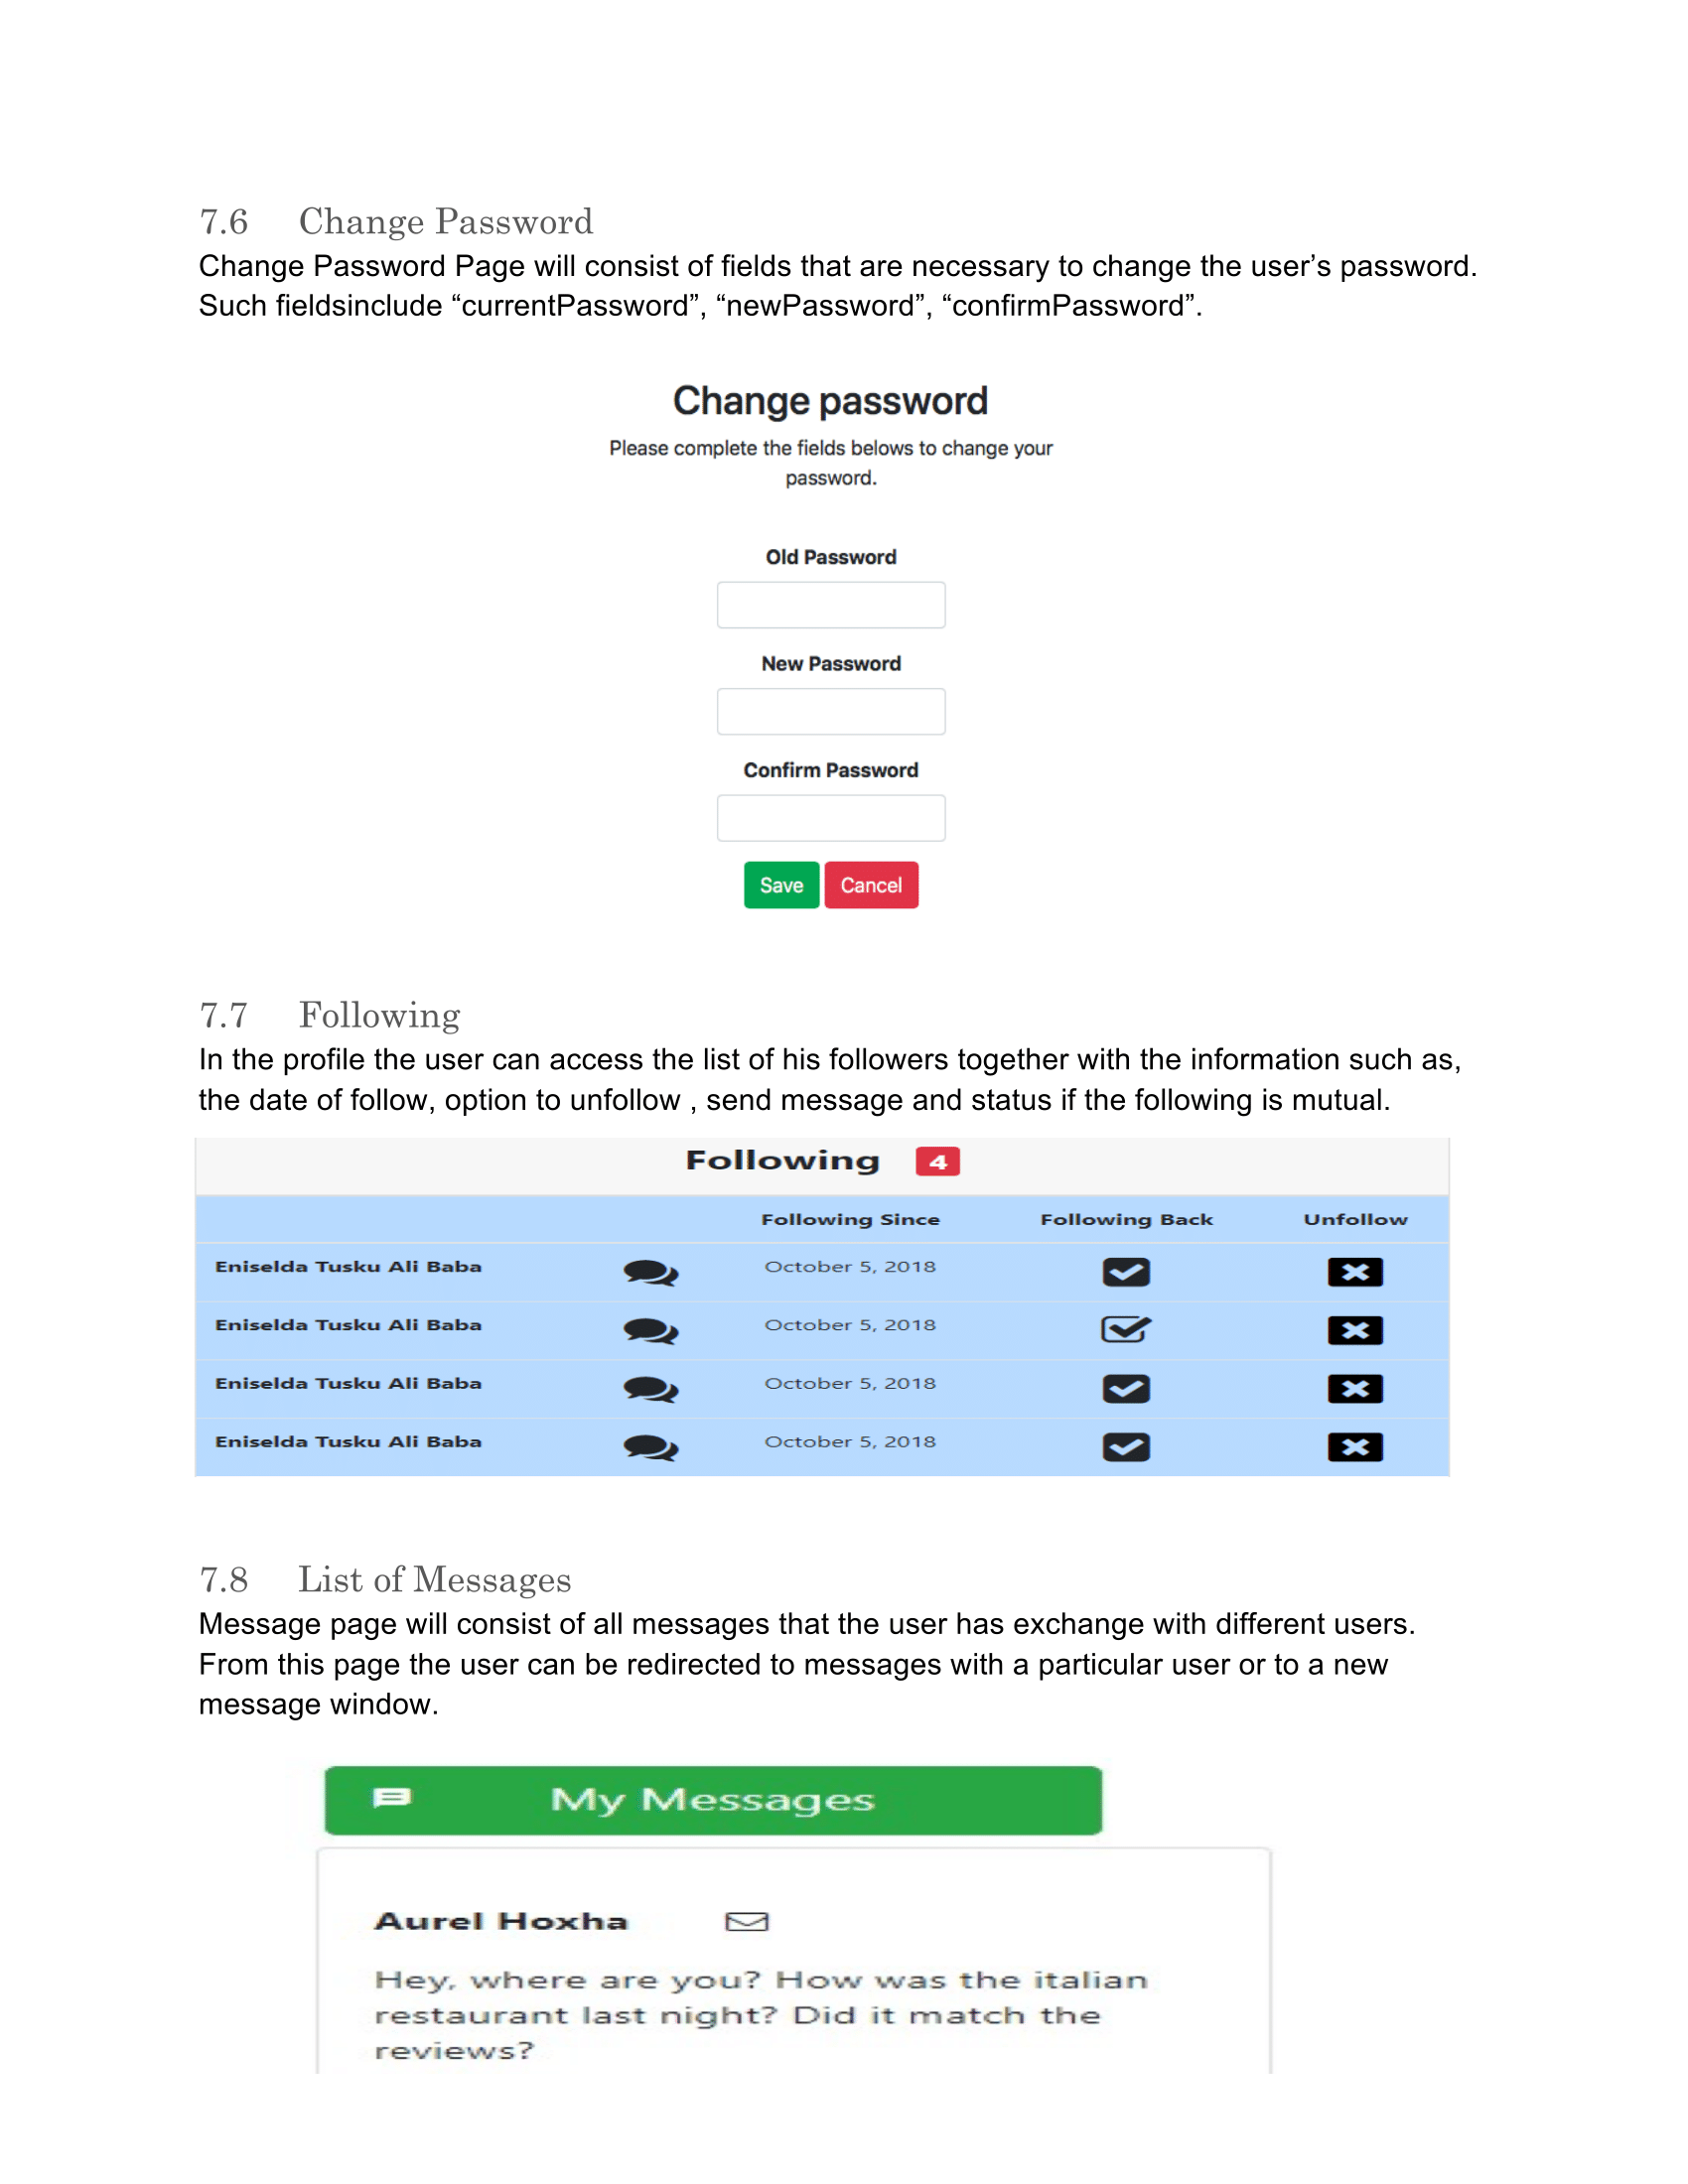 7.6 Change Password
Change Password Page will consist of fields that are necessary to change the user’s password.
Such fieldsinclude “currentPassword”, “newPassword”, “confirmPassword”.
Change password
Please complete the fields belows to change your
password.
Old Password
New Password
Confirm Password
Save Cancel
7.7 Following
In the profile the user can access the list of his followers together with the information such as,
the date of follow, option to unfollow , send message and status if the following is mutual.
Following 4
Following Since Following Back Unfollow
Eniselda Tusku Ali Baba October 5, 2018
Eniselda Tusku Ali Baba October 5, 2018
Eniselda Tusku Ali Baba October 5, 2018
Eniselda Tusku Ali Baba October 5, 2018
7.8 List of Messages
Message page will consist of all messages that the user has exchange with different users.
From this page the user can be redirected to messages with a particular user or to a new
message window.
My Messages
Aurel Hoxha
Hey, where are you? How was the italian
restaurant last night? Did it match the
reviews?